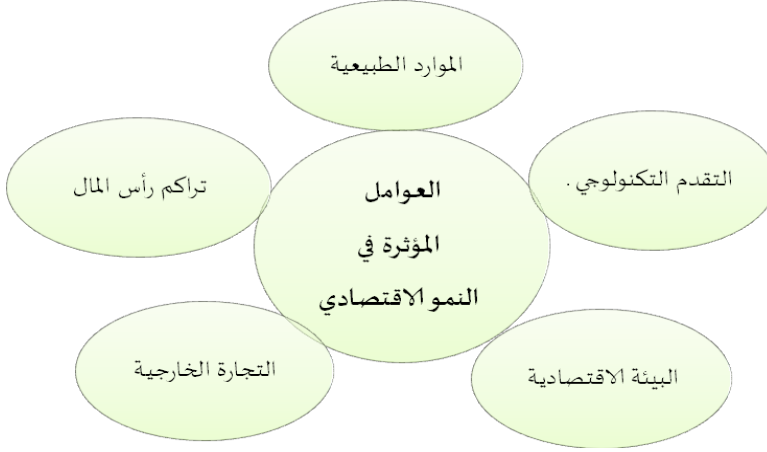 الموارد الطبيعية
التقدم التكنولوجي.
تراكم رأس المال
العوامل
المؤثرة في
النمو الاقتصادي
التجارة الخارجية
البيئة الاقتصادية